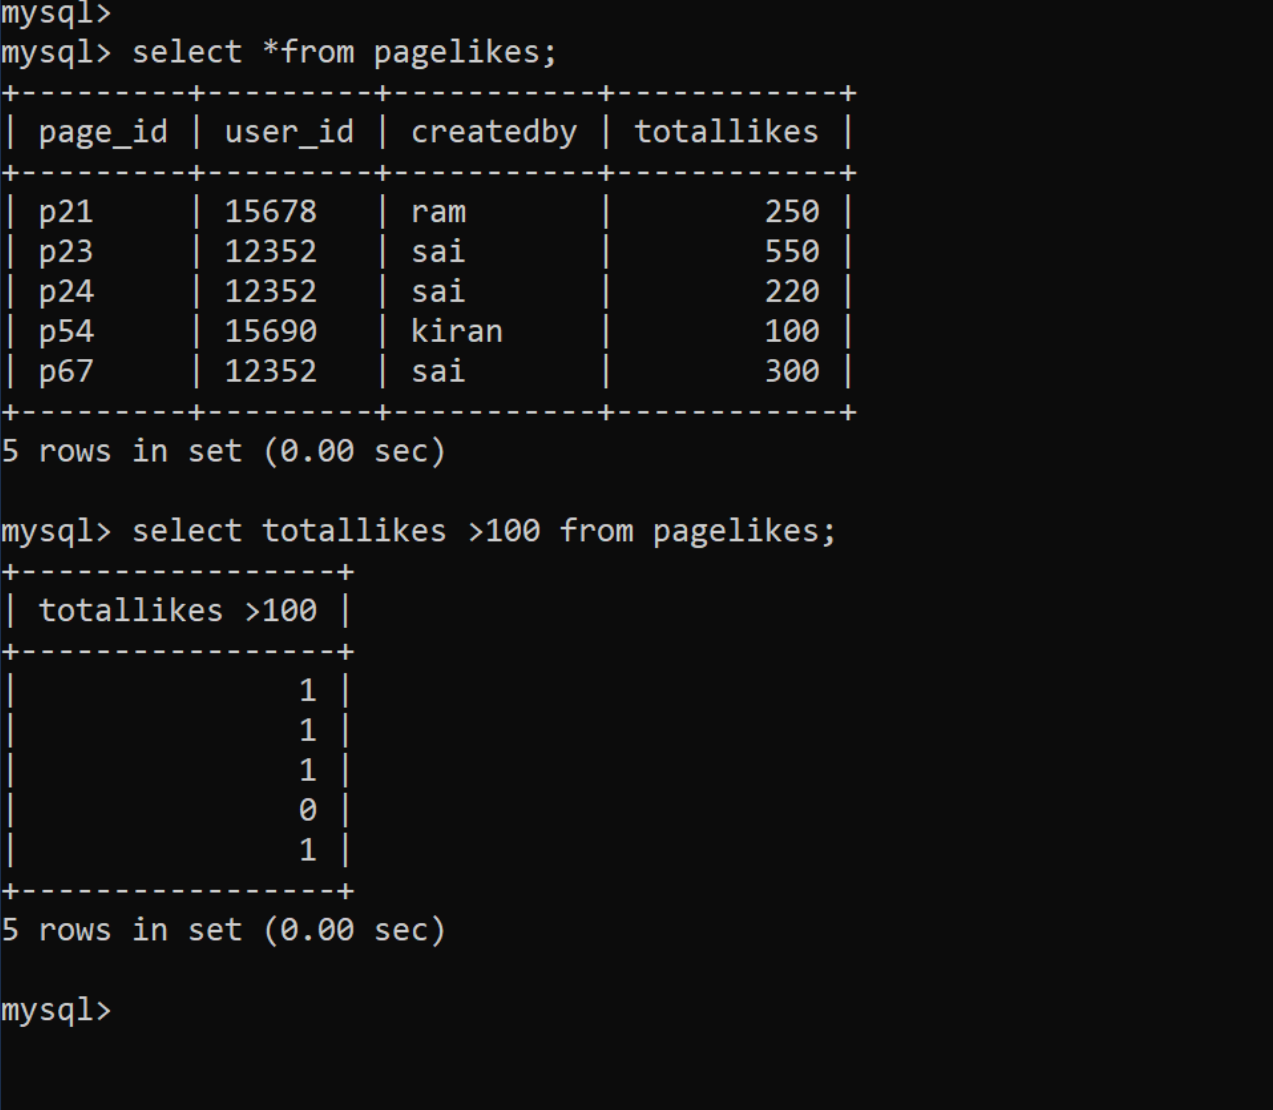 mysql>
mysql> select *from pagelikes;
+---------+---------+-----------+------------+
| page_id | user_id | createdby | totallikes |
+---------+---------+-----------+------------+
| p21     | 15678   | ram       |        250 |
| p23     | 12352   | sai       |        550 |
| p24     | 12352   | sai       |        220 |
| p54     | 15690   | kiran     |        100 |
| p67     | 12352   | sai       |        300 |
+---------+---------+-----------+------------+
5 rows in set (0.00 sec)

mysql> select totallikes >100 from pagelikes;
+-----------------+
| totallikes >100 |
+-----------------+
|               1 |
|               1 |
|               1 |
|               0 |
|               1 |
+-----------------+
5 rows in set (0.00 sec)

mysql>